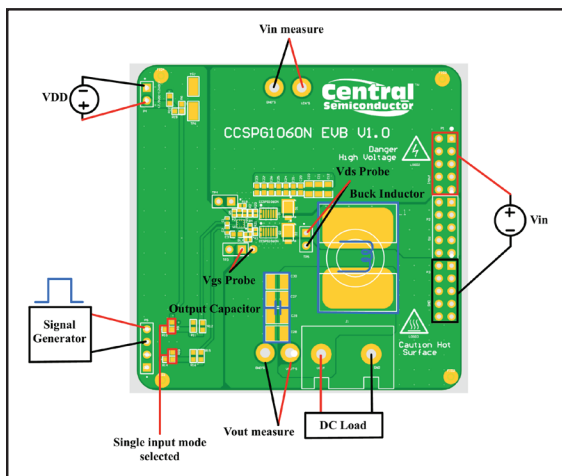 Vin measure
VDD
Central
Semiconductor
CCSPG1060N EVB V1.0
Danger
High Voltage
Vds Probe
Buck Inductor
Vin
Vgs Probe
Output Capacitor
Signal
Generator
Caution Hot
Surface
Single input mode
selected
Vout measure
DC Load